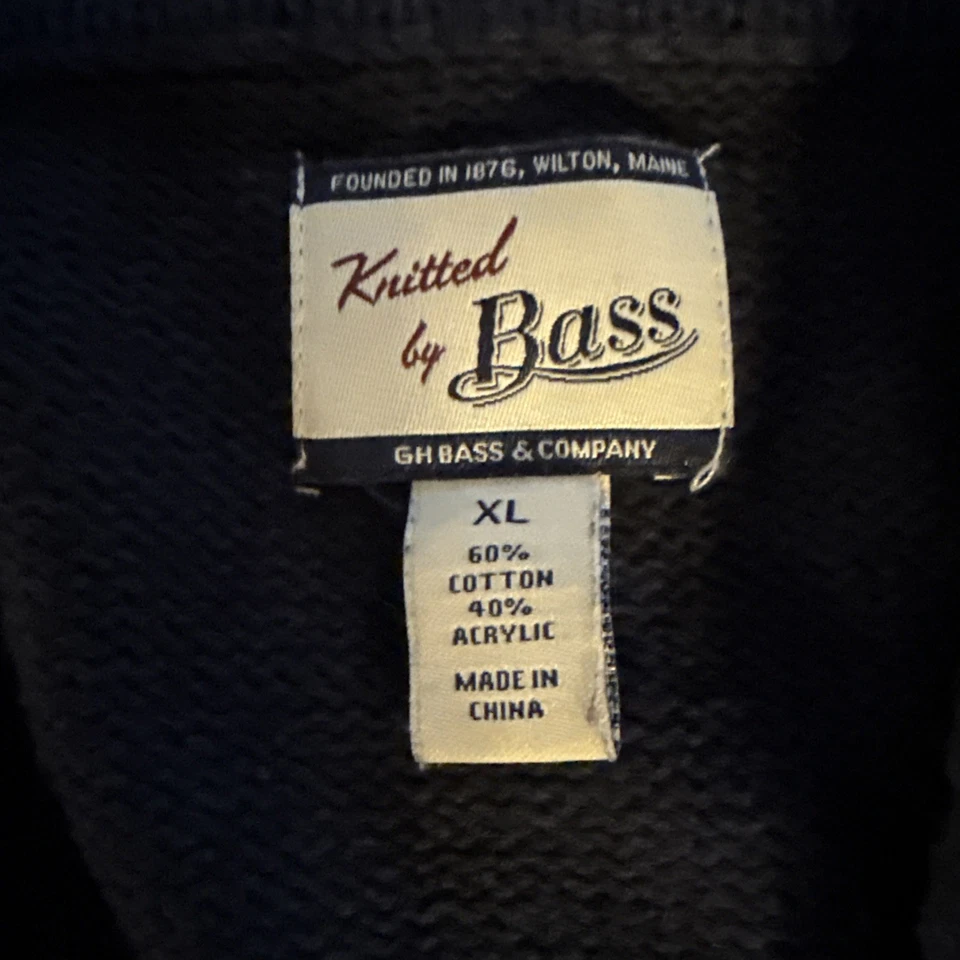 FOUNDED IN 1876, WILTON, MAINE
Knitted
by Bass
GH BASS & COMPANY
XL
60%
COTTON
40%
ACRYLIC
MADE IN
CHINA